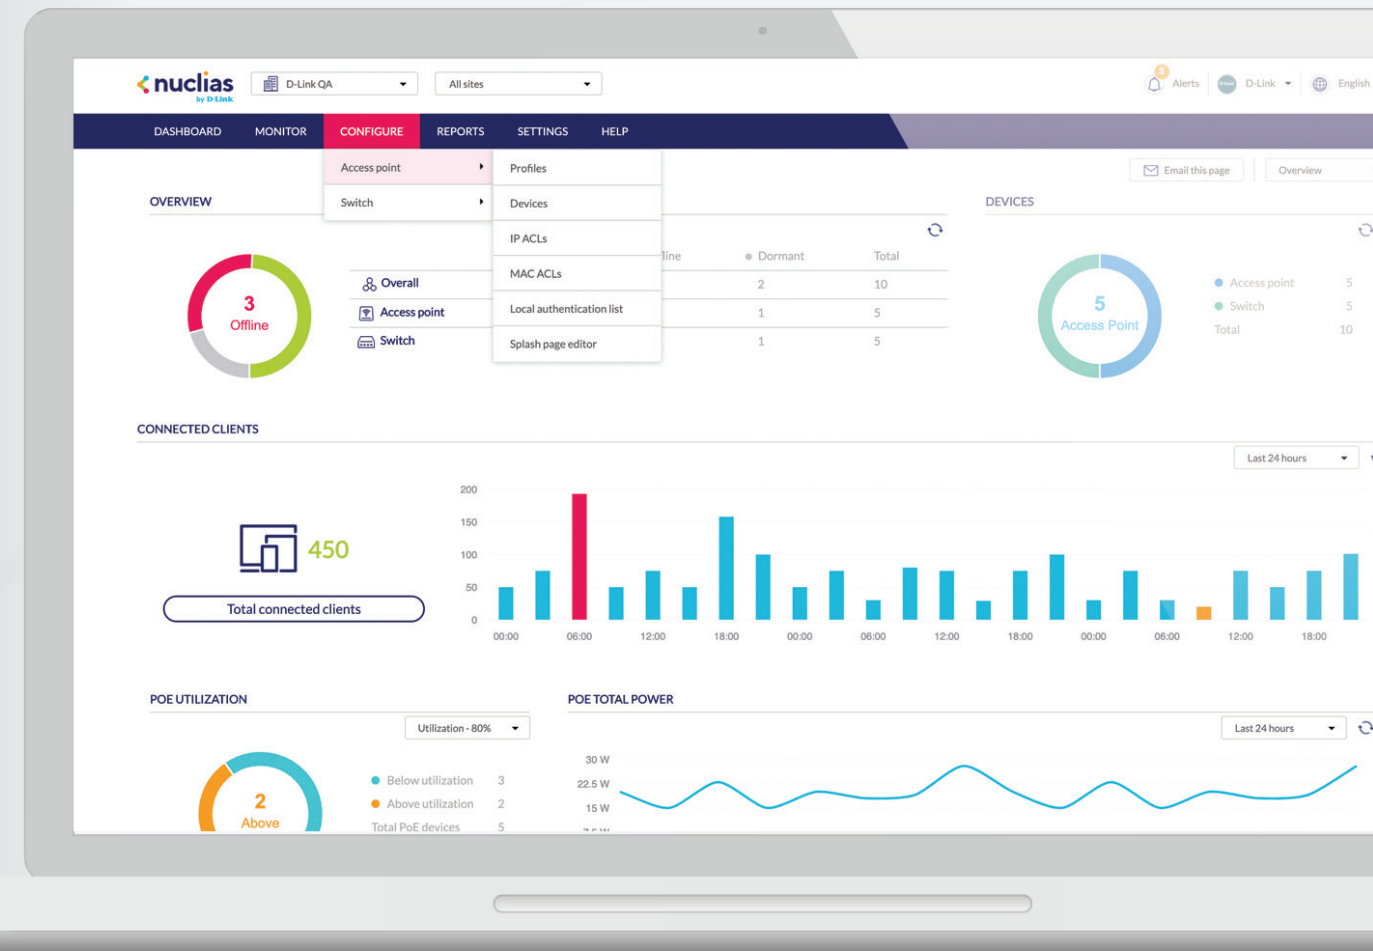 nuclias
by D-Link
D-Link QA
All sites
3
Alerts
D-Link
English
DASHBOARD MONITOR CONFIGURE REPORTS SETTINGS HELP
Access point
Switch
Profiles
Devices
IP ACLs
MAC ACLs
Local authentication list
Splash page editor
Email this page
Overview
OVERVIEW
3
Offline
Dormant Total
Overall 2 10
Access point 1 5
Switch 1 5
DEVICES
5
Access Point
Access point 5
Switch 5
Total 10
CONNECTED CLIENTS
Last 24 hours
450
Total connected clients
200
150
100
50
0
00:00 06:00 12:00 18:00 00:00 06:00 12:00 18:00 00:00 06:00 12:00 18:00
POE UTILIZATION
Utilization - 80%
2
Above
Below utilization 3
Above utilization 2
Total PoE devices 5
POE TOTAL POWER
Last 24 hours
30 W
22.5 W
15 W